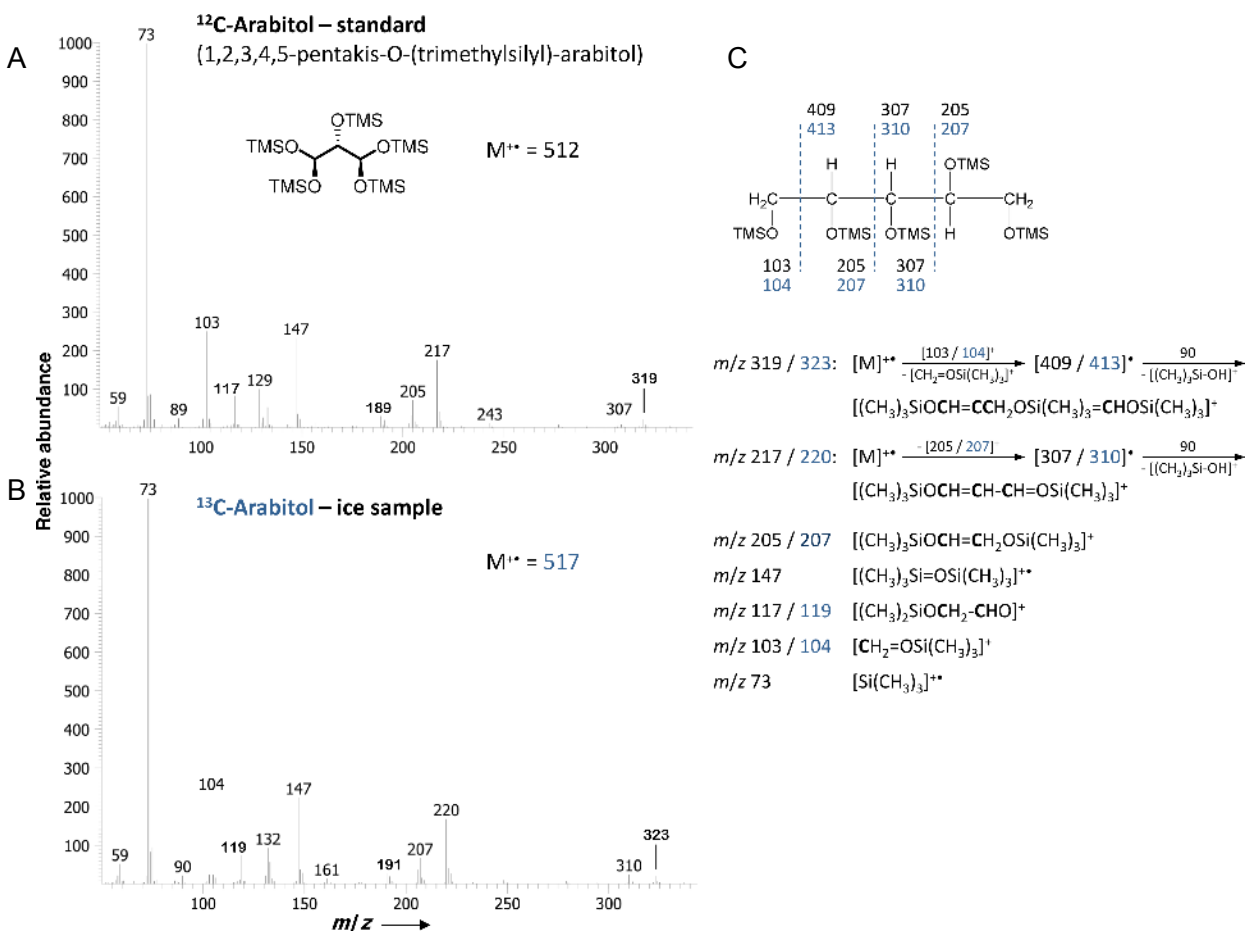 A
¹²C-Arabitol – standard
(1,2,3,4,5-pentakis-O-(trimethylsilyl)-arabitol)
M⁺• = 512
OTMS
TMSO OTMS
TMSO OTMS
1000
900
800
700
600
500
400
300
200
100
73
59
89
103
117
129
147
189
205
217
243
307
319
100 150 200 250 300
Relative abundance
B
¹³C-Arabitol – ice sample
M⁺• = 517
1000
900
800
700
600
500
400
300
200
100
73
59
90
104
119
132
147
161
191
207
220
310
323
100 150 200 250 300
m/z
C
409 307 205
413 310 207
H H OTMS
H₂C C C C CH₂
TMSO OTMS OTMS H OTMS
103 205 307
104 207 310
m/z 319 / 323: [M]⁺• [103 / 104]⁺ - [CH₂=OSi(CH₃)₃]⁺ [409 / 413]• 90 - [(CH₃)₃Si-OH]⁺
[(CH₃)₃SiOCH=CCH₂OSi(CH₃)₃=CHOSi(CH₃)₃]⁺
m/z 217 / 220: [M]⁺• - [205 / 207] [307 / 310]• 90 - [(CH₃)₃Si-OH]⁺
[(CH₃)₃SiOCH=CH-CH=OSi(CH₃)₃]⁺
m/z 205 / 207 [(CH₃)₃SiOCH=CH₂OSi(CH₃)₃]⁺
m/z 147 [(CH₃)₃Si=OSi(CH₃)₃]⁺•
m/z 117 / 119 [(CH₃)₂SiOCH₂-CHO]⁺
m/z 103 / 104 [CH₂=OSi(CH₃)₃]⁺
m/z 73 [Si(CH₃)₃]⁺•